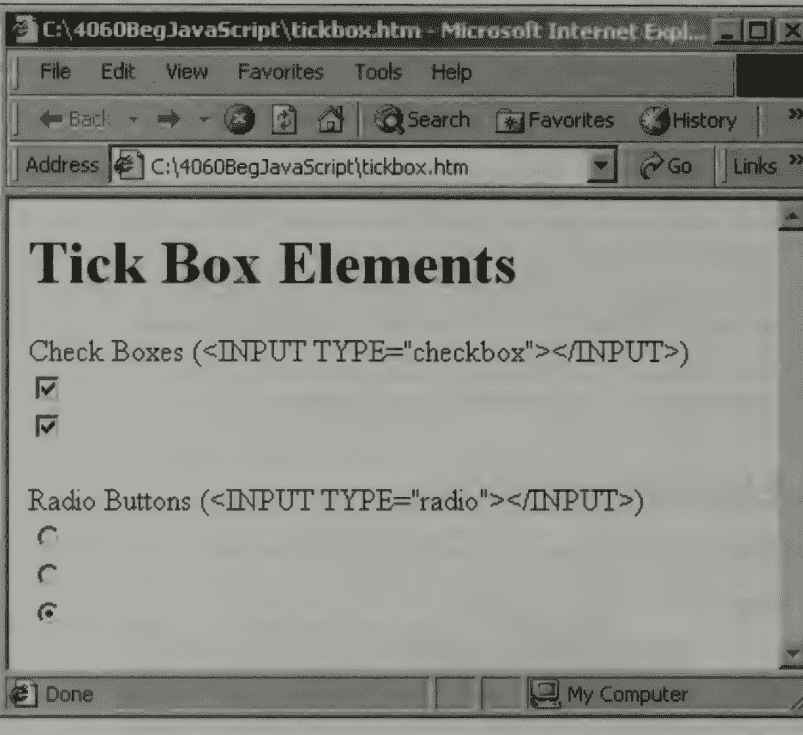 C:\4060BegJavaScript\tickbox.htm - Microsoft Internet Expl...
File Edit View Favorites Tools Help
Back Search Favorites History »
Address C:\4060BegJavaScript\tickbox.htm Go Links »
Tick Box Elements
Check Boxes (<INPUT TYPE="checkbox"></INPUT>)
Radio Buttons (<INPUT TYPE="radio"></INPUT>)
Done My Computer